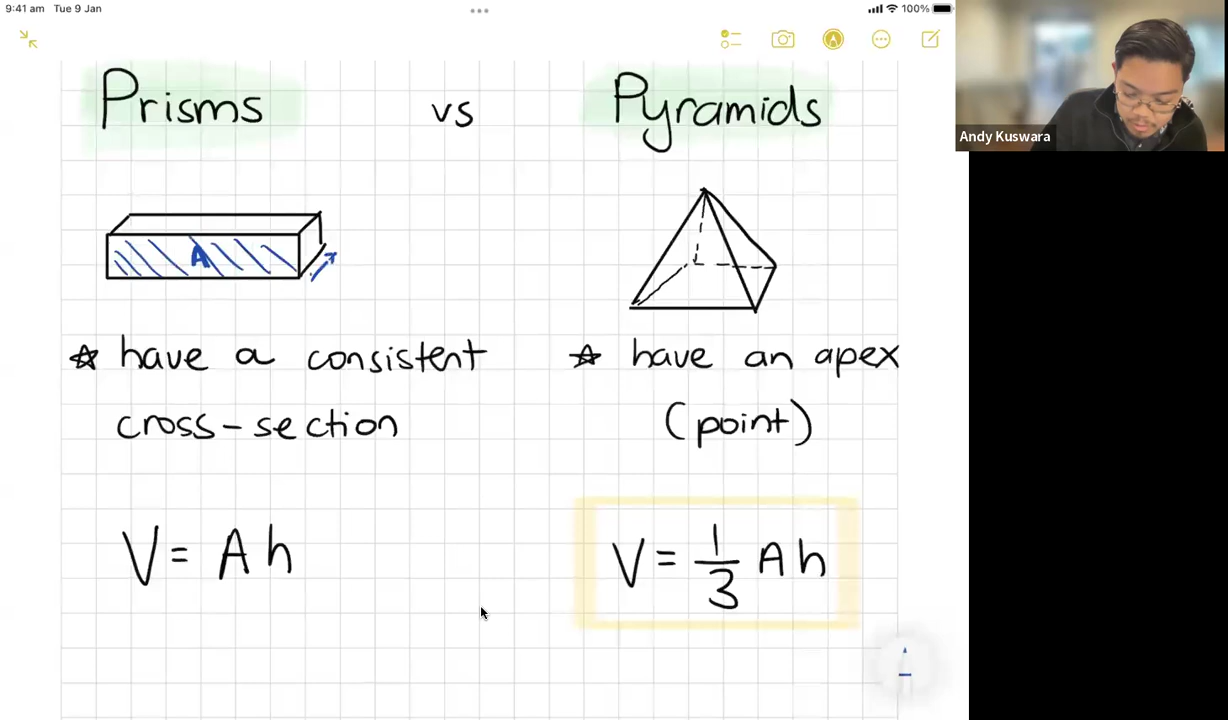 9:41 am Tue 9 Jan
100%
Andy Kuswara
Prisms vs Pyramids
A
☆ have a consistent
cross-section
☆ have an apex
(point)
V = Ah
V = 1/3 Ah